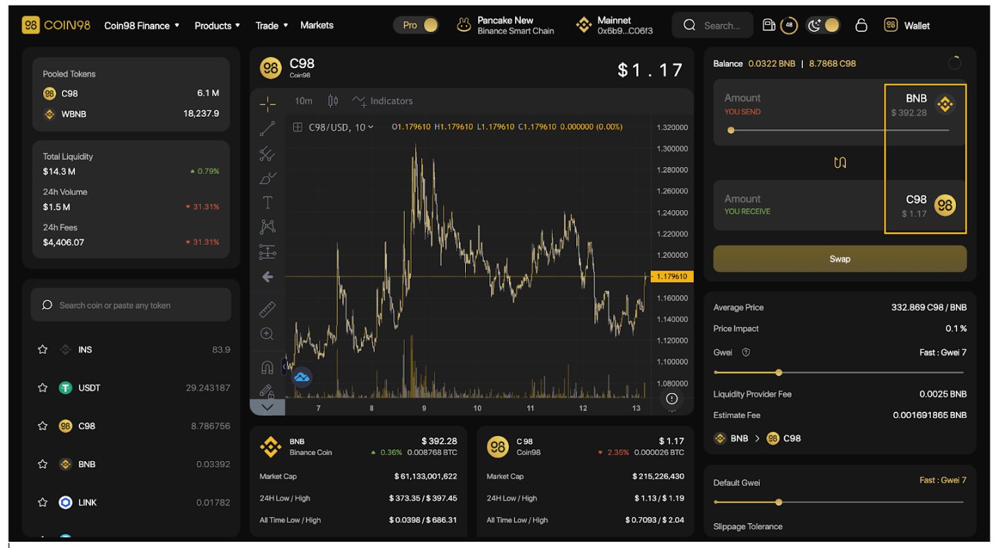 98 COIN98 Coin98 Finance Products Trade Markets Pro Pancake New Mainnet Search... 48 98 Wallet
Binance Smart Chain 0x6b9...C06f3
Pooled Tokens
98 C98 6.1 M
WBNB 18,237.9
Total Liquidity
$14.3 M 0.79%
24h Volume
$1.5 M 31.31%
24h Fees
$4,406.07 31.31%
Search coin or paste any token
INS 83.9
USDT 29.243187
98 C98 8.786756
BNB 0.03392
LINK 0.01782
98 C98
Coin98
$1.17
10m Indicators
C98/USD, 10 O1.179610 H1.179610 L1.179610 C1.179610 0.000000 (0.00%)
1.320000
1.300000
1.280000
1.260000
1.240000
1.220000
1.200000
1.179610
1.160000
1.140000
1.120000
1.100000
1.080000
7 8 9 10 11 12 13
BNB $ 392.28
Binance Coin 0.36% 0.008768 BTC
Market Cap $ 61,133,001,622
24H Low / High $ 373.35 / $ 397.45
All Time Low / High $ 0.0398 / $ 686.31
98 C 98 $ 1.17
Coin98 2.35% 0.000026 BTC
Market Cap $ 215,226,430
24H Low / High $ 1.13 / $ 1.19
All Time Low / High $ 0.7093 / $ 2.04
Balance 0.0322 BNB | 8.7868 C98
Amount BNB
YOU SEND $ 392.28
Amount C98 98
YOU RECEIVE $ 1.17
Swap
Average Price 332.869 C98 / BNB
Price Impact 0.1 %
Gwei Fast : Gwei 7
Liquidity Provider Fee 0.0025 BNB
Estimate Fee 0.001691865 BNB
BNB > 98 C98
Default Gwei Fast : Gwei 7
Slippage Tolerance